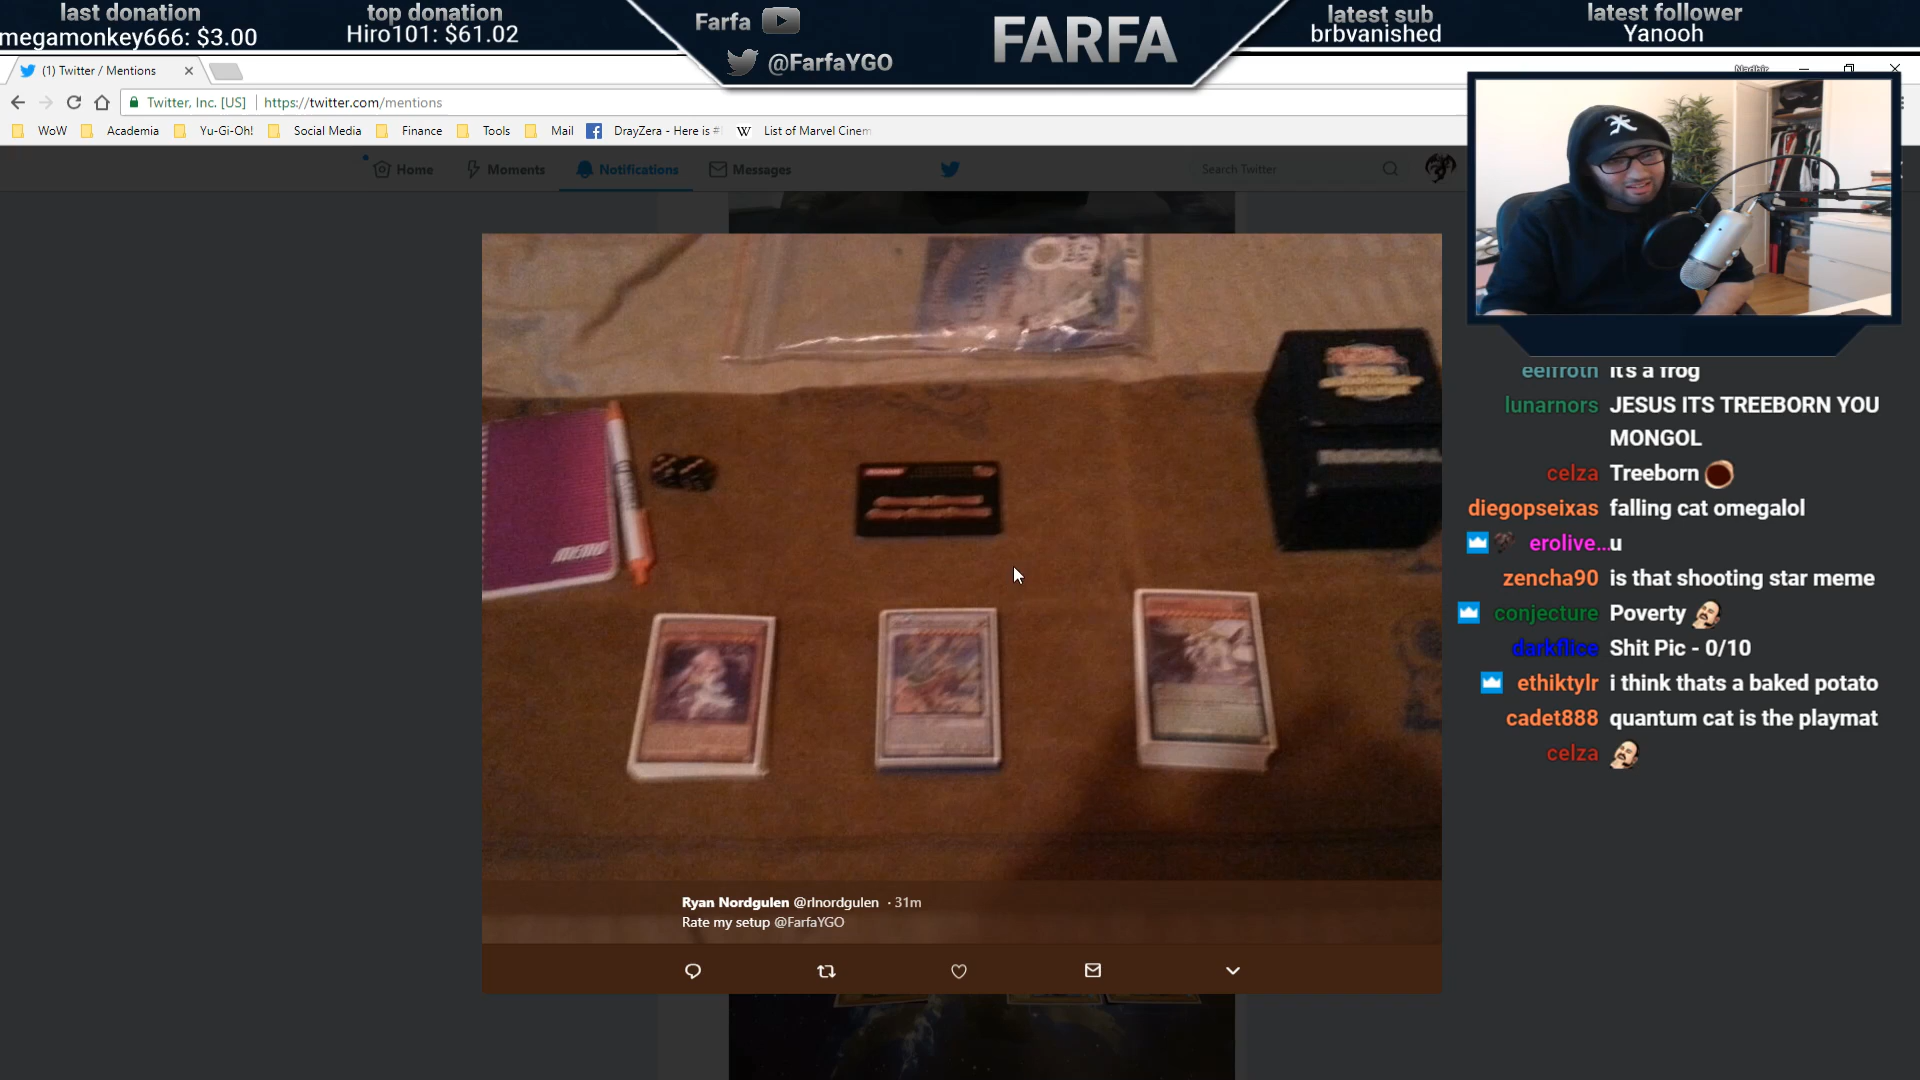 last donation
megamonkey666: $3.00
top donation
Hiro101: $61.02
Farfa
@FarfaYGO
FARFA
latest sub
brbvanished
latest follower
Yanooh
(1) Twitter / Mentions
Twitter, Inc. [US]
https://twitter.com/mentions
WoW
Academia
Yu-Gi-Oh!
Social Media
Finance
Tools
Mail
DrayZera - Here is #
List of Marvel Cinem
Home
Moments
Notifications
Messages
Search Twitter
MEMO
Ryan Nordgulen @rlnordgulen · 31m
Rate my setup @FarfaYGO
eelfroth it's a frog
lunarnors JESUS ITS TREEBORN YOU
MONGOL
celza Treeborn
diegopseixas falling cat omegalol
erolive... u
zencha90 is that shooting star meme
conjecture Poverty
darkflice Shit Pic - 0/10
ethiktylr i think thats a baked potato
cadet888 quantum cat is the playmat
celza